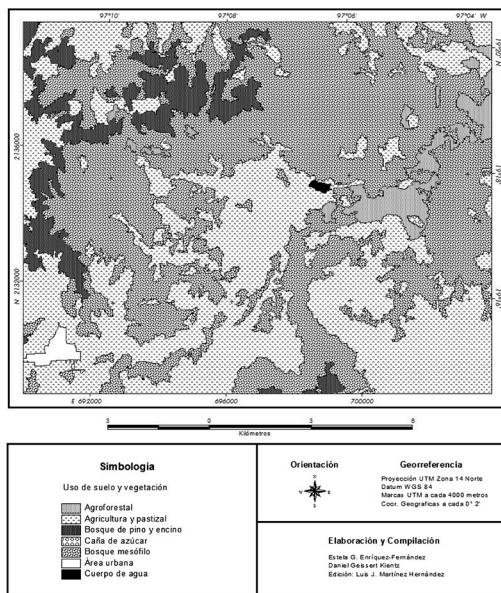 97°10' 97°08' 97°06' 97°04' W
19°20' N
2136000
19°18'
N 2132000
19°16'
E 692000 696000 700000
3 0 3 6
Kilómetros
Simbología
Uso de suelo y vegetación
Agroforestal
Agricultura y pastizal
Bosque de pino y encino
Caña de azúcar
Bosque mesófilo
Área urbana
Cuerpo de agua
Orientación
Georreferencia
Proyección UTM Zona 14 Norte
Datum WGS 84
Marcas UTM a cada 4000 metros
Coor. Geograficas a cada 0° 2'
Elaboración y Compilación
Estela G. Enríquez-Fernández
Daniel Geissert Kientz
Edición: Luis J. Martínez Hernández